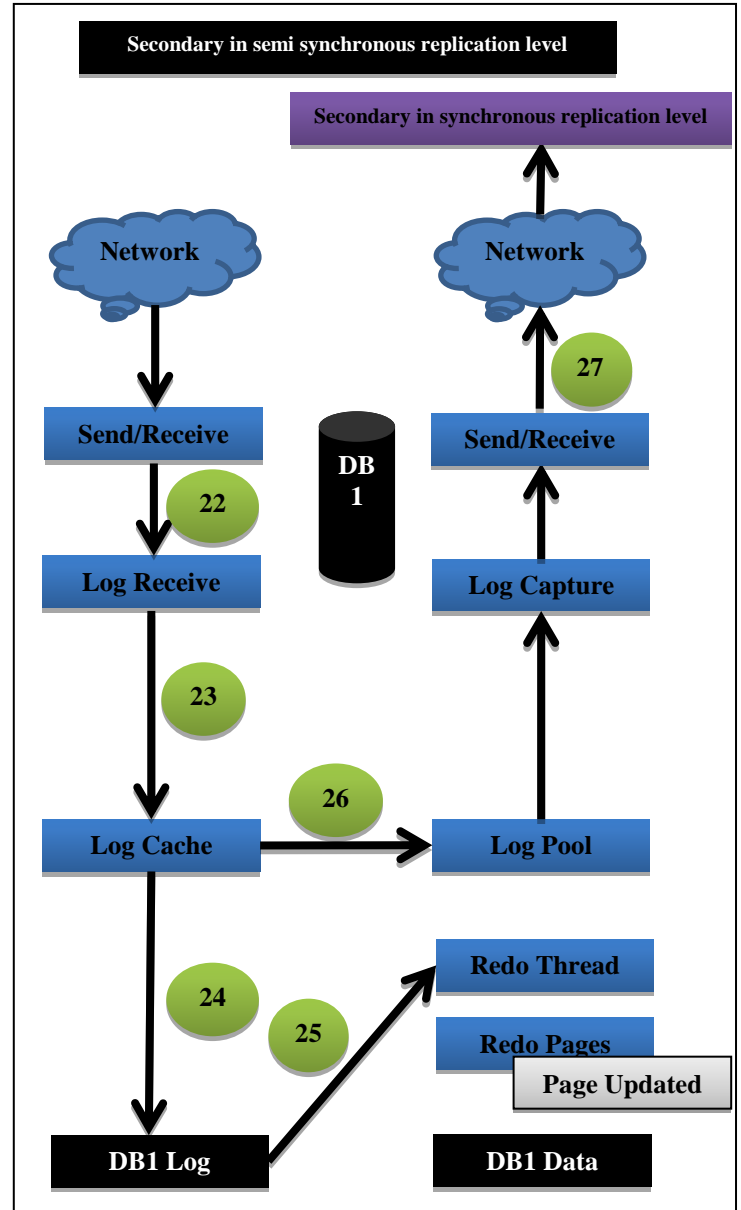 Secondary in semi synchronous replication level
Secondary in synchronous replication level
Network
Network
27
Send/Receive
DB
1
Send/Receive
22
Log Receive
Log Capture
23
26
Log Cache
Log Pool
24
25
Redo Thread
Redo Pages
Page Updated
DB1 Log
DB1 Data